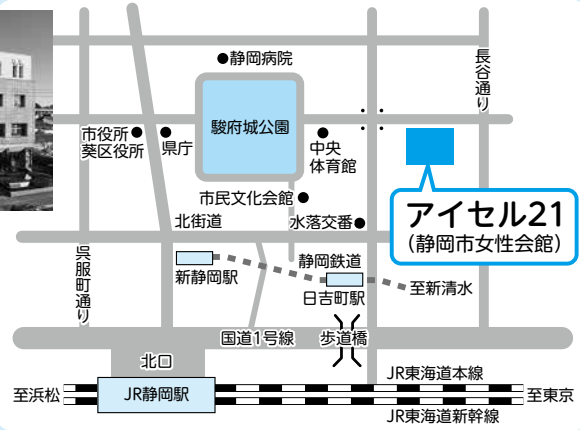 ●静岡病院
長谷通り
駿府城公園
市役所●
葵区役所
●
県庁
●
中央
体育館
アイセル21
(静岡市女性会館)
市民文化会館●
北街道
水落交番●
呉服町通り
新静岡駅
静岡鉄道
日吉町駅
至新清水
国道1号線
歩道橋
北口
JR東海道本線
至浜松
JR静岡駅
至東京
JR東海道新幹線